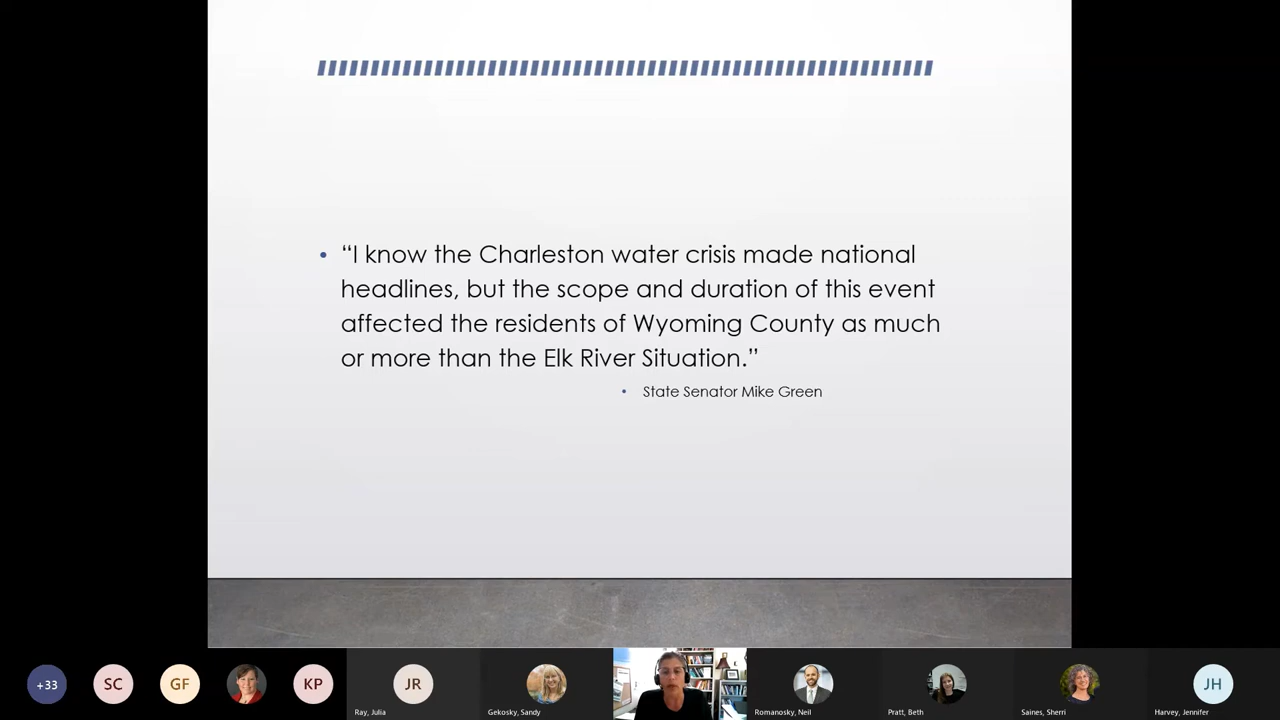 • “I know the Charleston water crisis made national
headlines, but the scope and duration of this event
affected the residents of Wyoming County as much
or more than the Elk River Situation.”
• State Senator Mike Green
+33
SC
GF
KP
JR
Ray, Julia
Gekosky, Sandy
Romanosky, Neil
Pratt, Beth
Saines, Sherri
JH
Harvey, Jennifer